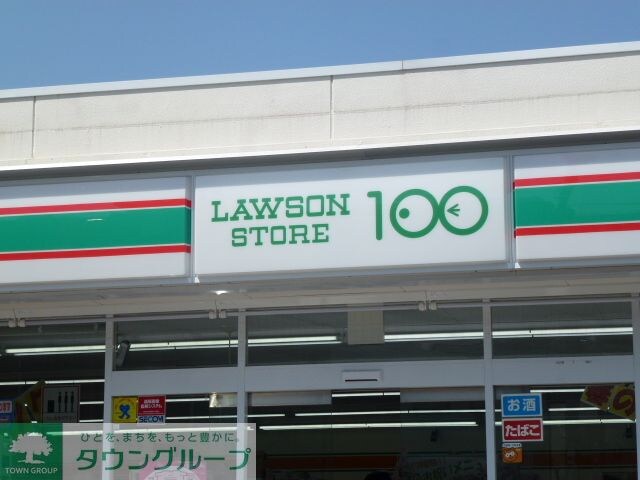 LAWSON
STORE
100
SECOM
お酒
たばこ
ひとを、まちを、もっと豊かに。
タウングループ
TOWN GROUP